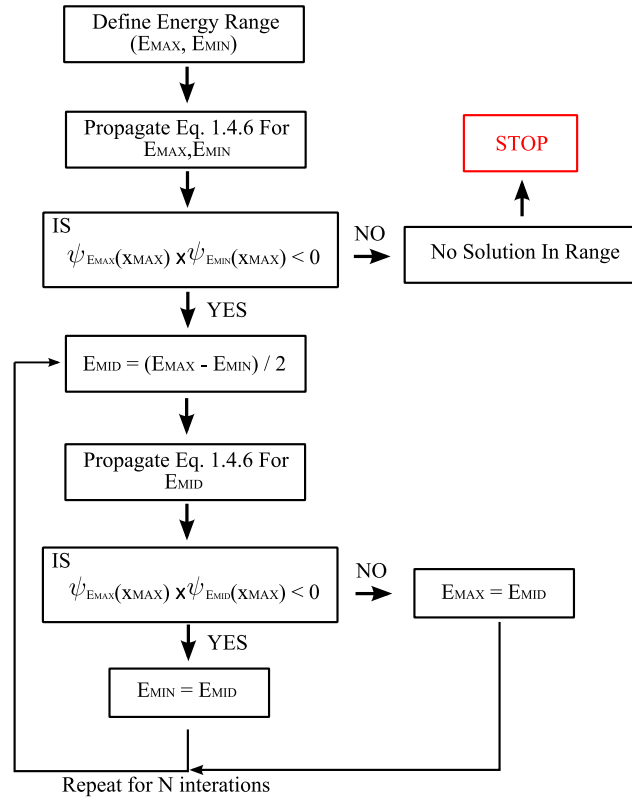 Define Energy Range
(EMAX, EMIN)
Propagate Eq. 1.4.6 For
EMAX,EMIN
STOP
IS
ψEMAX(xMAX) x ψEMIN(xMAX) < 0
NO
No Solution In Range
YES
EMID = (EMAX - EMIN) / 2
Propagate Eq. 1.4.6 For
EMID
IS
ψEMAX(xMAX) x ψEMID(xMAX) < 0
NO
EMAX = EMID
YES
EMIN = EMID
Repeat for N interations